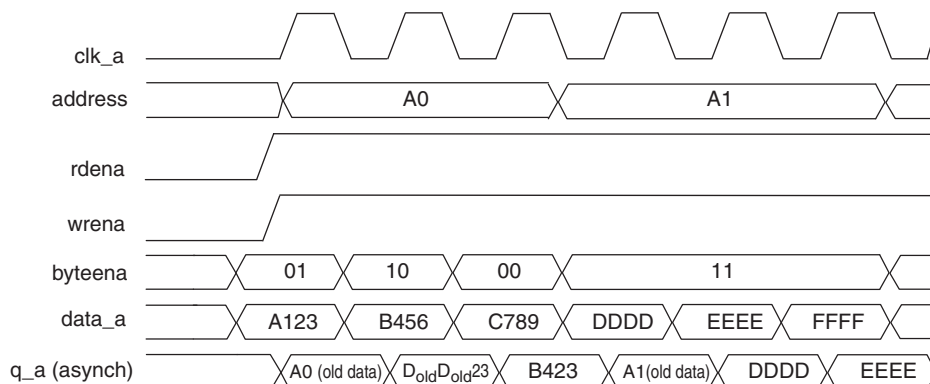 clk_a
address A0 A1
rdena
wrena
byteena 01 10 00 11
data_a A123 B456 C789 DDDD EEEE FFFF
q_a (asynch) A0 (old data) DoldDold23 B423 A1(old data) DDDD EEEE